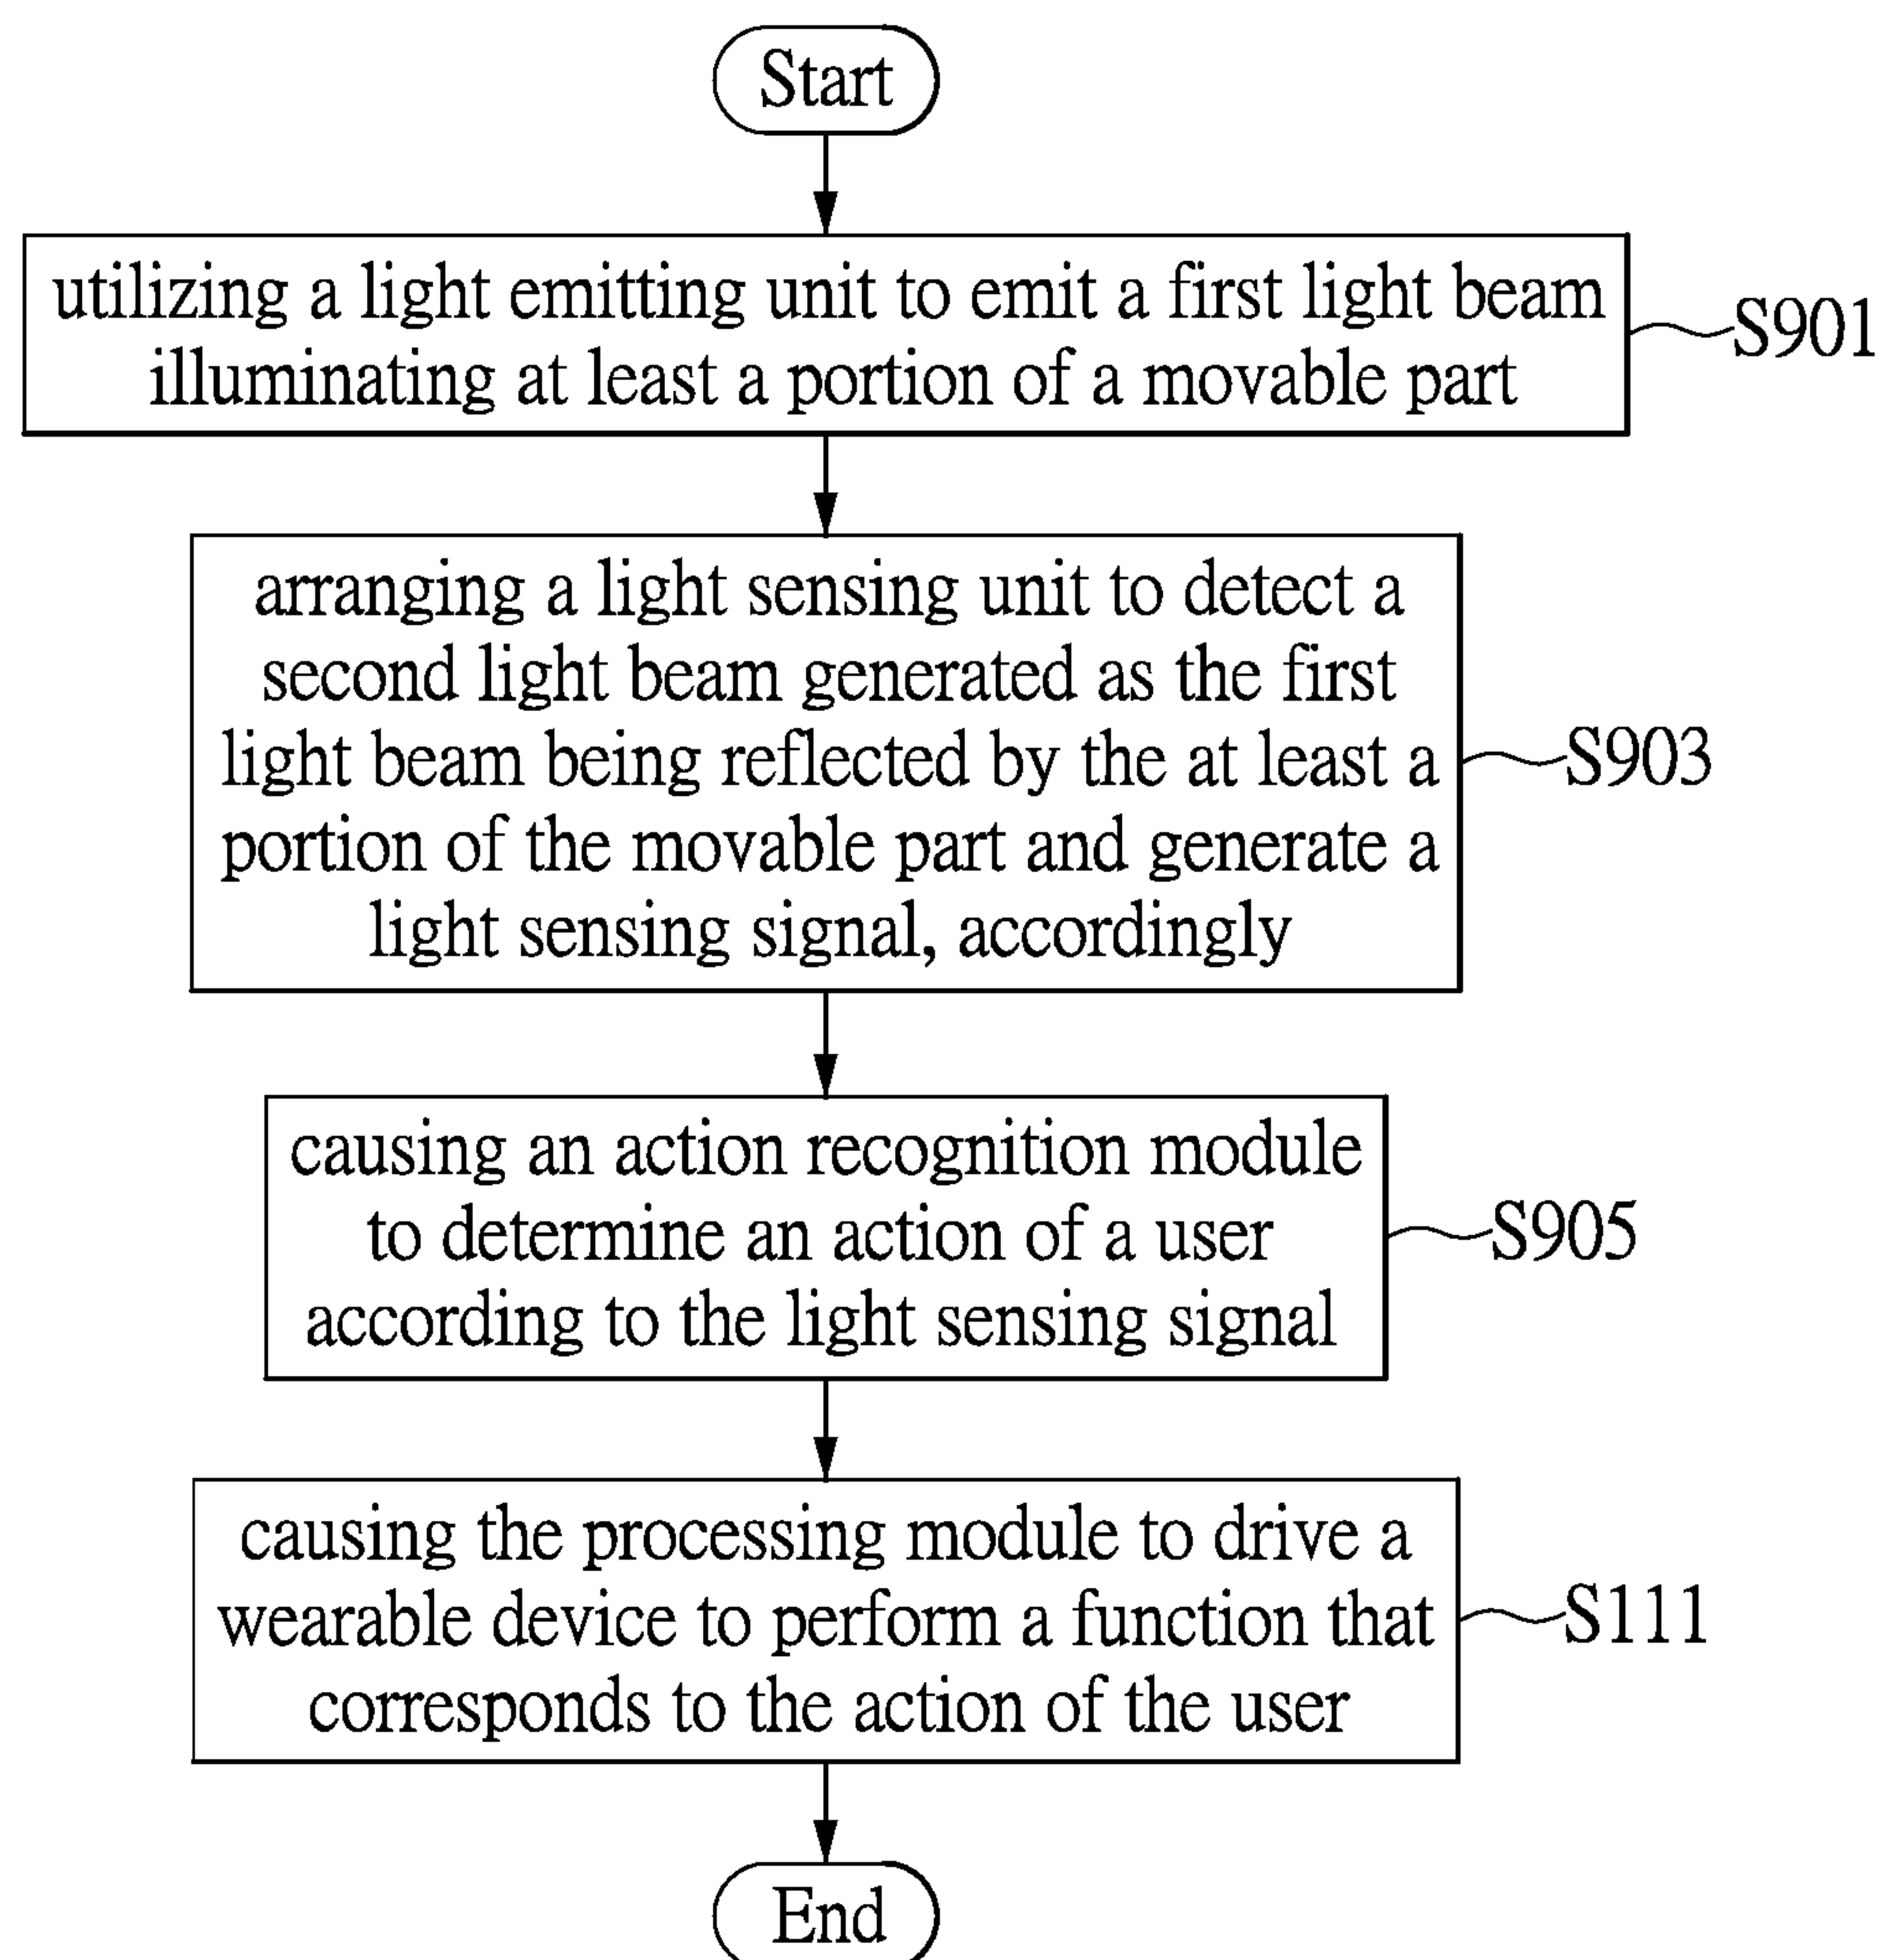 Start
utilizing a light emitting unit to emit a first light beam
illuminating at least a portion of a movable part
S901
arranging a light sensing unit to detect a
second light beam generated as the first
light beam being reflected by the at least a
portion of the movable part and generate a
light sensing signal, accordingly
S903
causing an action recognition module
to determine an action of a user
according to the light sensing signal
S905
causing the processing module to drive a
wearable device to perform a function that
corresponds to the action of the user
S111
End